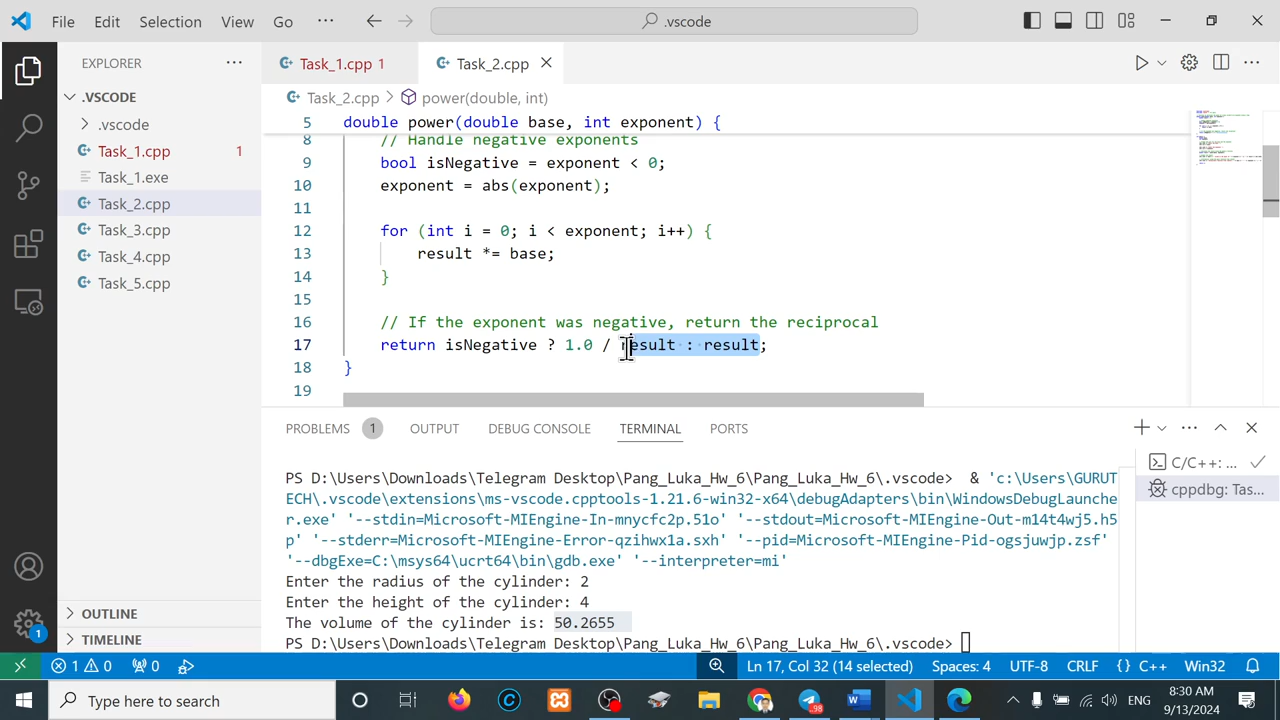 File Edit Selection View Go ··· .vscode
EXPLORER ···
Task_1.cpp 1 Task_2.cpp
.VSCODE
Task_2.cpp > power(double, int)
.vscode
Task_1.cpp 1
Task_1.exe
Task_2.cpp
Task_3.cpp
Task_4.cpp
Task_5.cpp
OUTLINE
TIMELINE
5 double power(double base, int exponent) {
8 // Handle negative exponents
9 bool isNegative = exponent < 0;
10 exponent = abs(exponent);
11
12 for (int i = 0; i < exponent; i++) {
13 result *= base;
14 }
15
16 // If the exponent was negative, return the reciprocal
17 return isNegative ? 1.0 / result : result;
18 }
19
PROBLEMS 1 OUTPUT DEBUG CONSOLE TERMINAL PORTS
C/C++: ...
cppdbg: Tas...
PS D:\Users\Downloads\Telegram Desktop\Pang_Luka_Hw_6\Pang_Luka_Hw_6\.vscode> & 'c:\Users\GURUT
ECH\.vscode\extensions\ms-vscode.cpptools-1.21.6-win32-x64\debugAdapters\bin\WindowsDebugLaunche
r.exe' '--stdin=Microsoft-MIEngine-In-mnycfc2p.51o' '--stdout=Microsoft-MIEngine-Out-m14t4wj5.h5
p' '--stderr=Microsoft-MIEngine-Error-qzihwx1a.sxh' '--pid=Microsoft-MIEngine-Pid-ogsjuwjp.zsf'
'--dbgExe=C:\msys64\ucrt64\bin\gdb.exe' '--interpreter=mi'
Enter the radius of the cylinder: 2
Enter the height of the cylinder: 4
The volume of the cylinder is: 50.2655
PS D:\Users\Downloads\Telegram Desktop\Pang_Luka_Hw_6\Pang_Luka_Hw_6\.vscode>
1
1 0 0 Ln 17, Col 32 (14 selected) Spaces: 4 UTF-8 CRLF {} C++ Win32
Type here to search
98
ENG
8:30 AM
9/13/2024